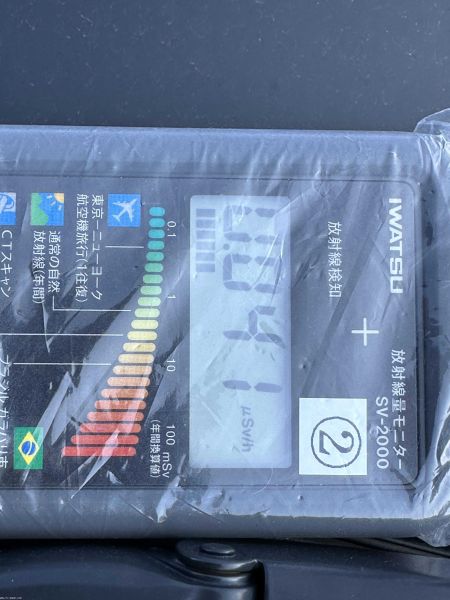 IWATSU
放射線量モニター
SV-2000
放射線検知
②
0.041
μSv/h
0.1
1
10
100 mSv
(年間換算値)
東京-ニューヨーク
航空機旅行(1往復)
通常の自然
放射線(年間)
CTスキャン
ブラジル ガラパリ市